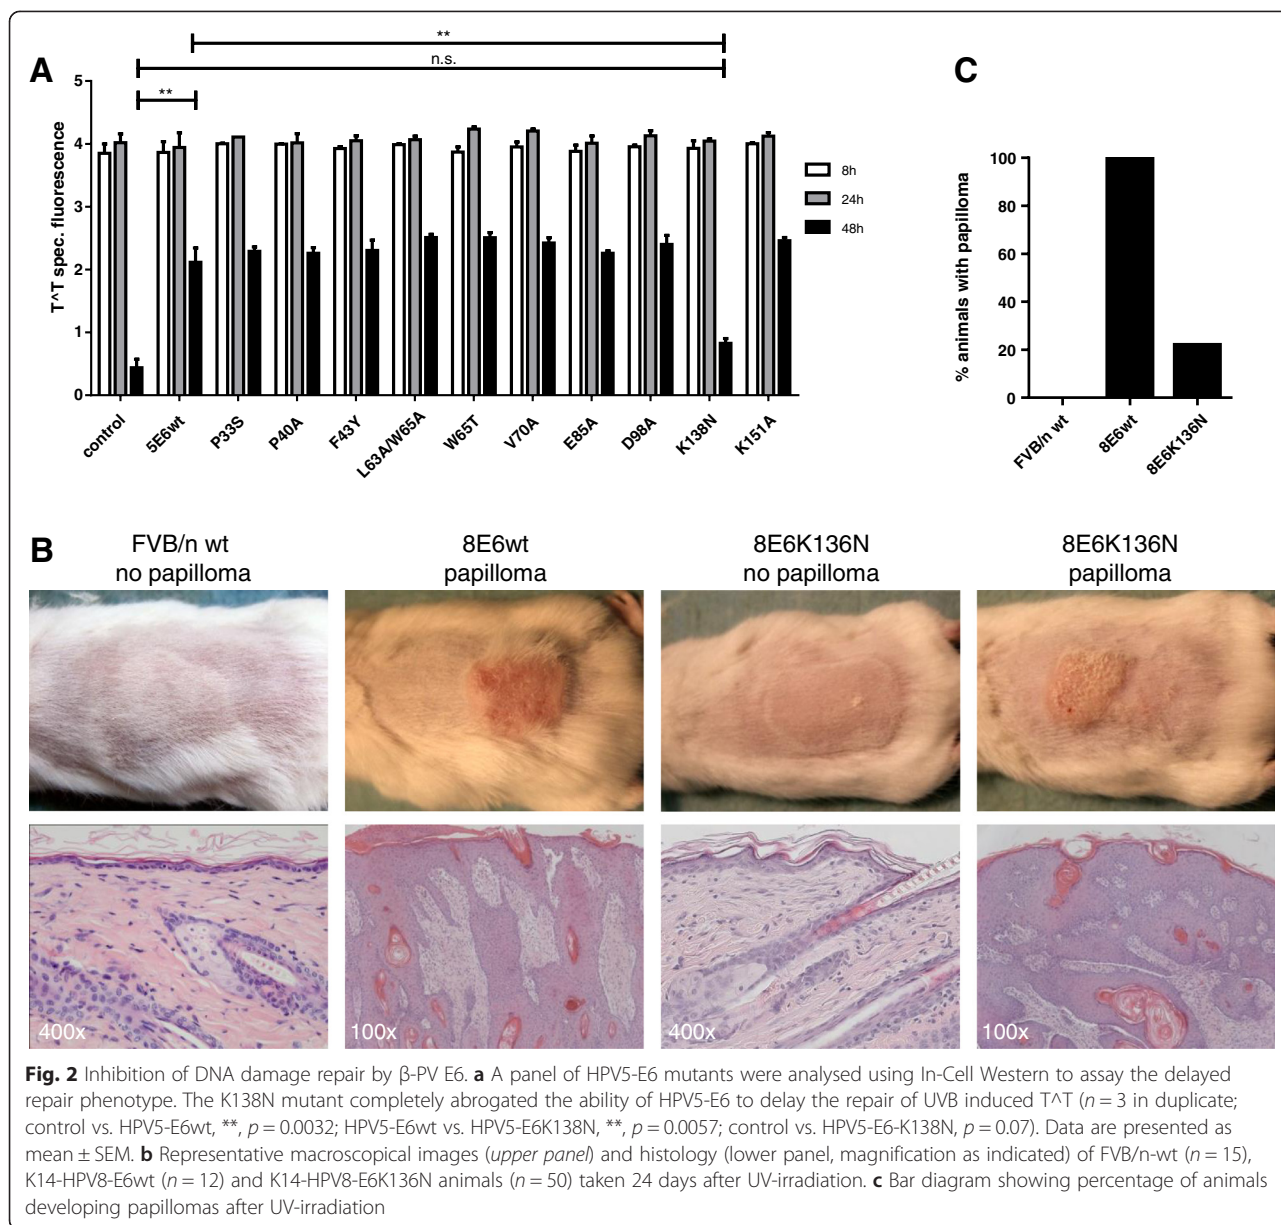 A
**
n.s.
**
T^T spec. fluorescence
5
4
3
2
1
0
control
5E6wt
P33S
P40A
F43Y
L63A/W65A
W65T
V70A
E85A
D98A
K138N
K151A
8h
24h
48h
C
% animals with papilloma
100
80
60
40
20
0
FVB/n wt
8E6wt
8E6K136N
B
FVB/n wt
no papilloma
8E6wt
papilloma
8E6K136N
no papilloma
8E6K136N
papilloma
400x
100x
400x
100x
Fig. 2 Inhibition of DNA damage repair by β-PV E6. a A panel of HPV5-E6 mutants were analysed using In-Cell Western to assay the delayed
repair phenotype. The K138N mutant completely abrogated the ability of HPV5-E6 to delay the repair of UVB induced T^T (n = 3 in duplicate;
control vs. HPV5-E6wt, **, p = 0.0032; HPV5-E6wt vs. HPV5-E6K138N, **, p = 0.0057; control vs. HPV5-E6-K138N, p = 0.07). Data are presented as
mean ± SEM. b Representative macroscopical images (upper panel) and histology (lower panel, magnification as indicated) of FVB/n-wt (n = 15),
K14-HPV8-E6wt (n = 12) and K14-HPV8-E6K136N animals (n = 50) taken 24 days after UV-irradiation. c Bar diagram showing percentage of animals
developing papillomas after UV-irradiation